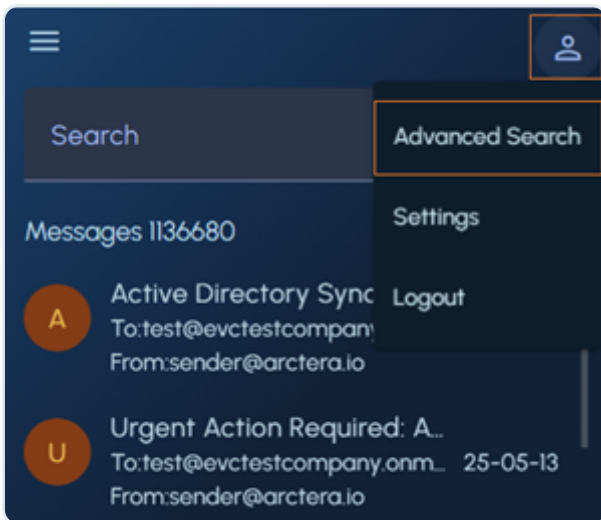 Search
Advanced Search
Settings
Logout
Messages 1136680
A
Active Directory Sync
To:test@evctestcompany.
From:sender@arctera.io
U
Urgent Action Required: A...
To:test@evctestcompany.onm... 25-05-13
From:sender@arctera.io